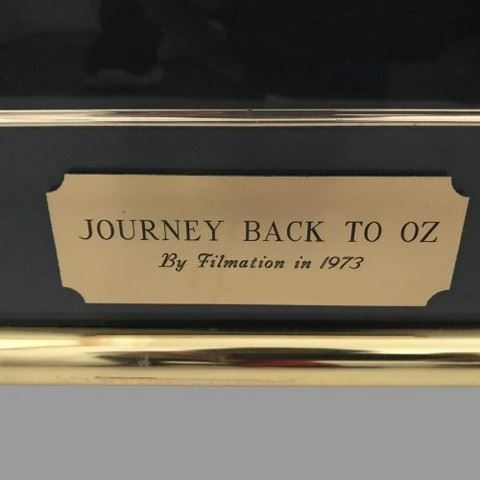 JOURNEY BACK TO OZ
By Filmation in 1973